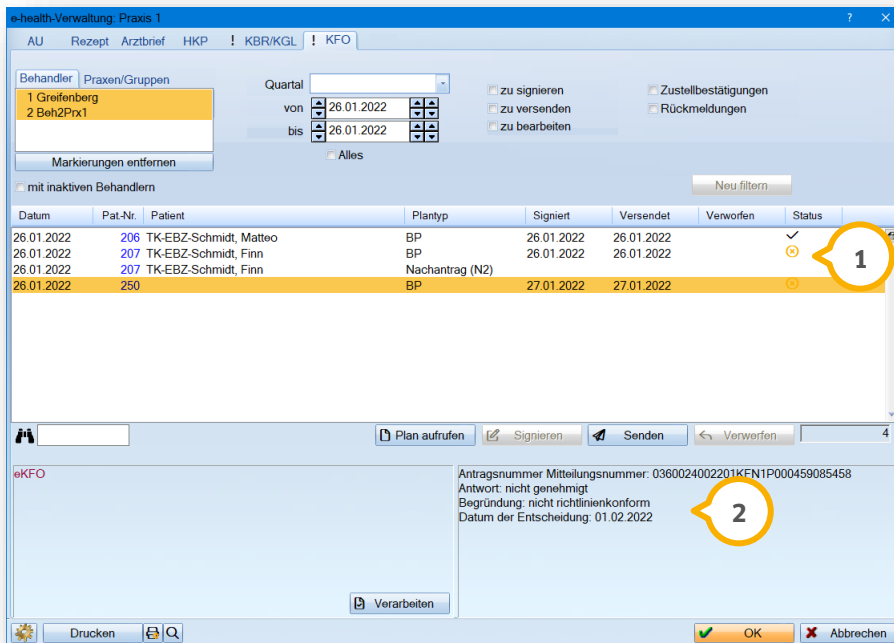 e-health-Verwaltung: Praxis 1 ? ×
AU Rezept Arztbrief HKP ! KBR/KGL ! KFO
Behandler Praxen/Gruppen
1 Greifenberg
2 Beh2Prx1
Markierungen entfernen
mit inaktiven Behandlern
Quartal
von 26.01.2022
bis 26.01.2022
Alles
zu signieren
zu versenden
zu bearbeiten
Zustellbestätigungen
Rückmeldungen
Neu filtern
Datum Pat-Nr. Patient Plantyp Signiert Versendet Verworfen Status
26.01.2022 206 TK-EBZ-Schmidt, Matteo BP 26.01.2022 26.01.2022
26.01.2022 207 TK-EBZ-Schmidt, Finn BP 26.01.2022 26.01.2022
26.01.2022 207 TK-EBZ-Schmidt, Finn Nachantrag (N2)
26.01.2022 250 BP 27.01.2022 27.01.2022
1
Plan aufrufen Signieren Senden Verwerfen 4
eKFO
Verarbeiten
Antragsnummer Mitteilungsnummer: 0360024002201KFN1P000459085458
Antwort: nicht genehmigt
Begründung: nicht richtlinienkonform
Datum der Entscheidung: 01.02.2022
2
Drucken OK Abbrechen